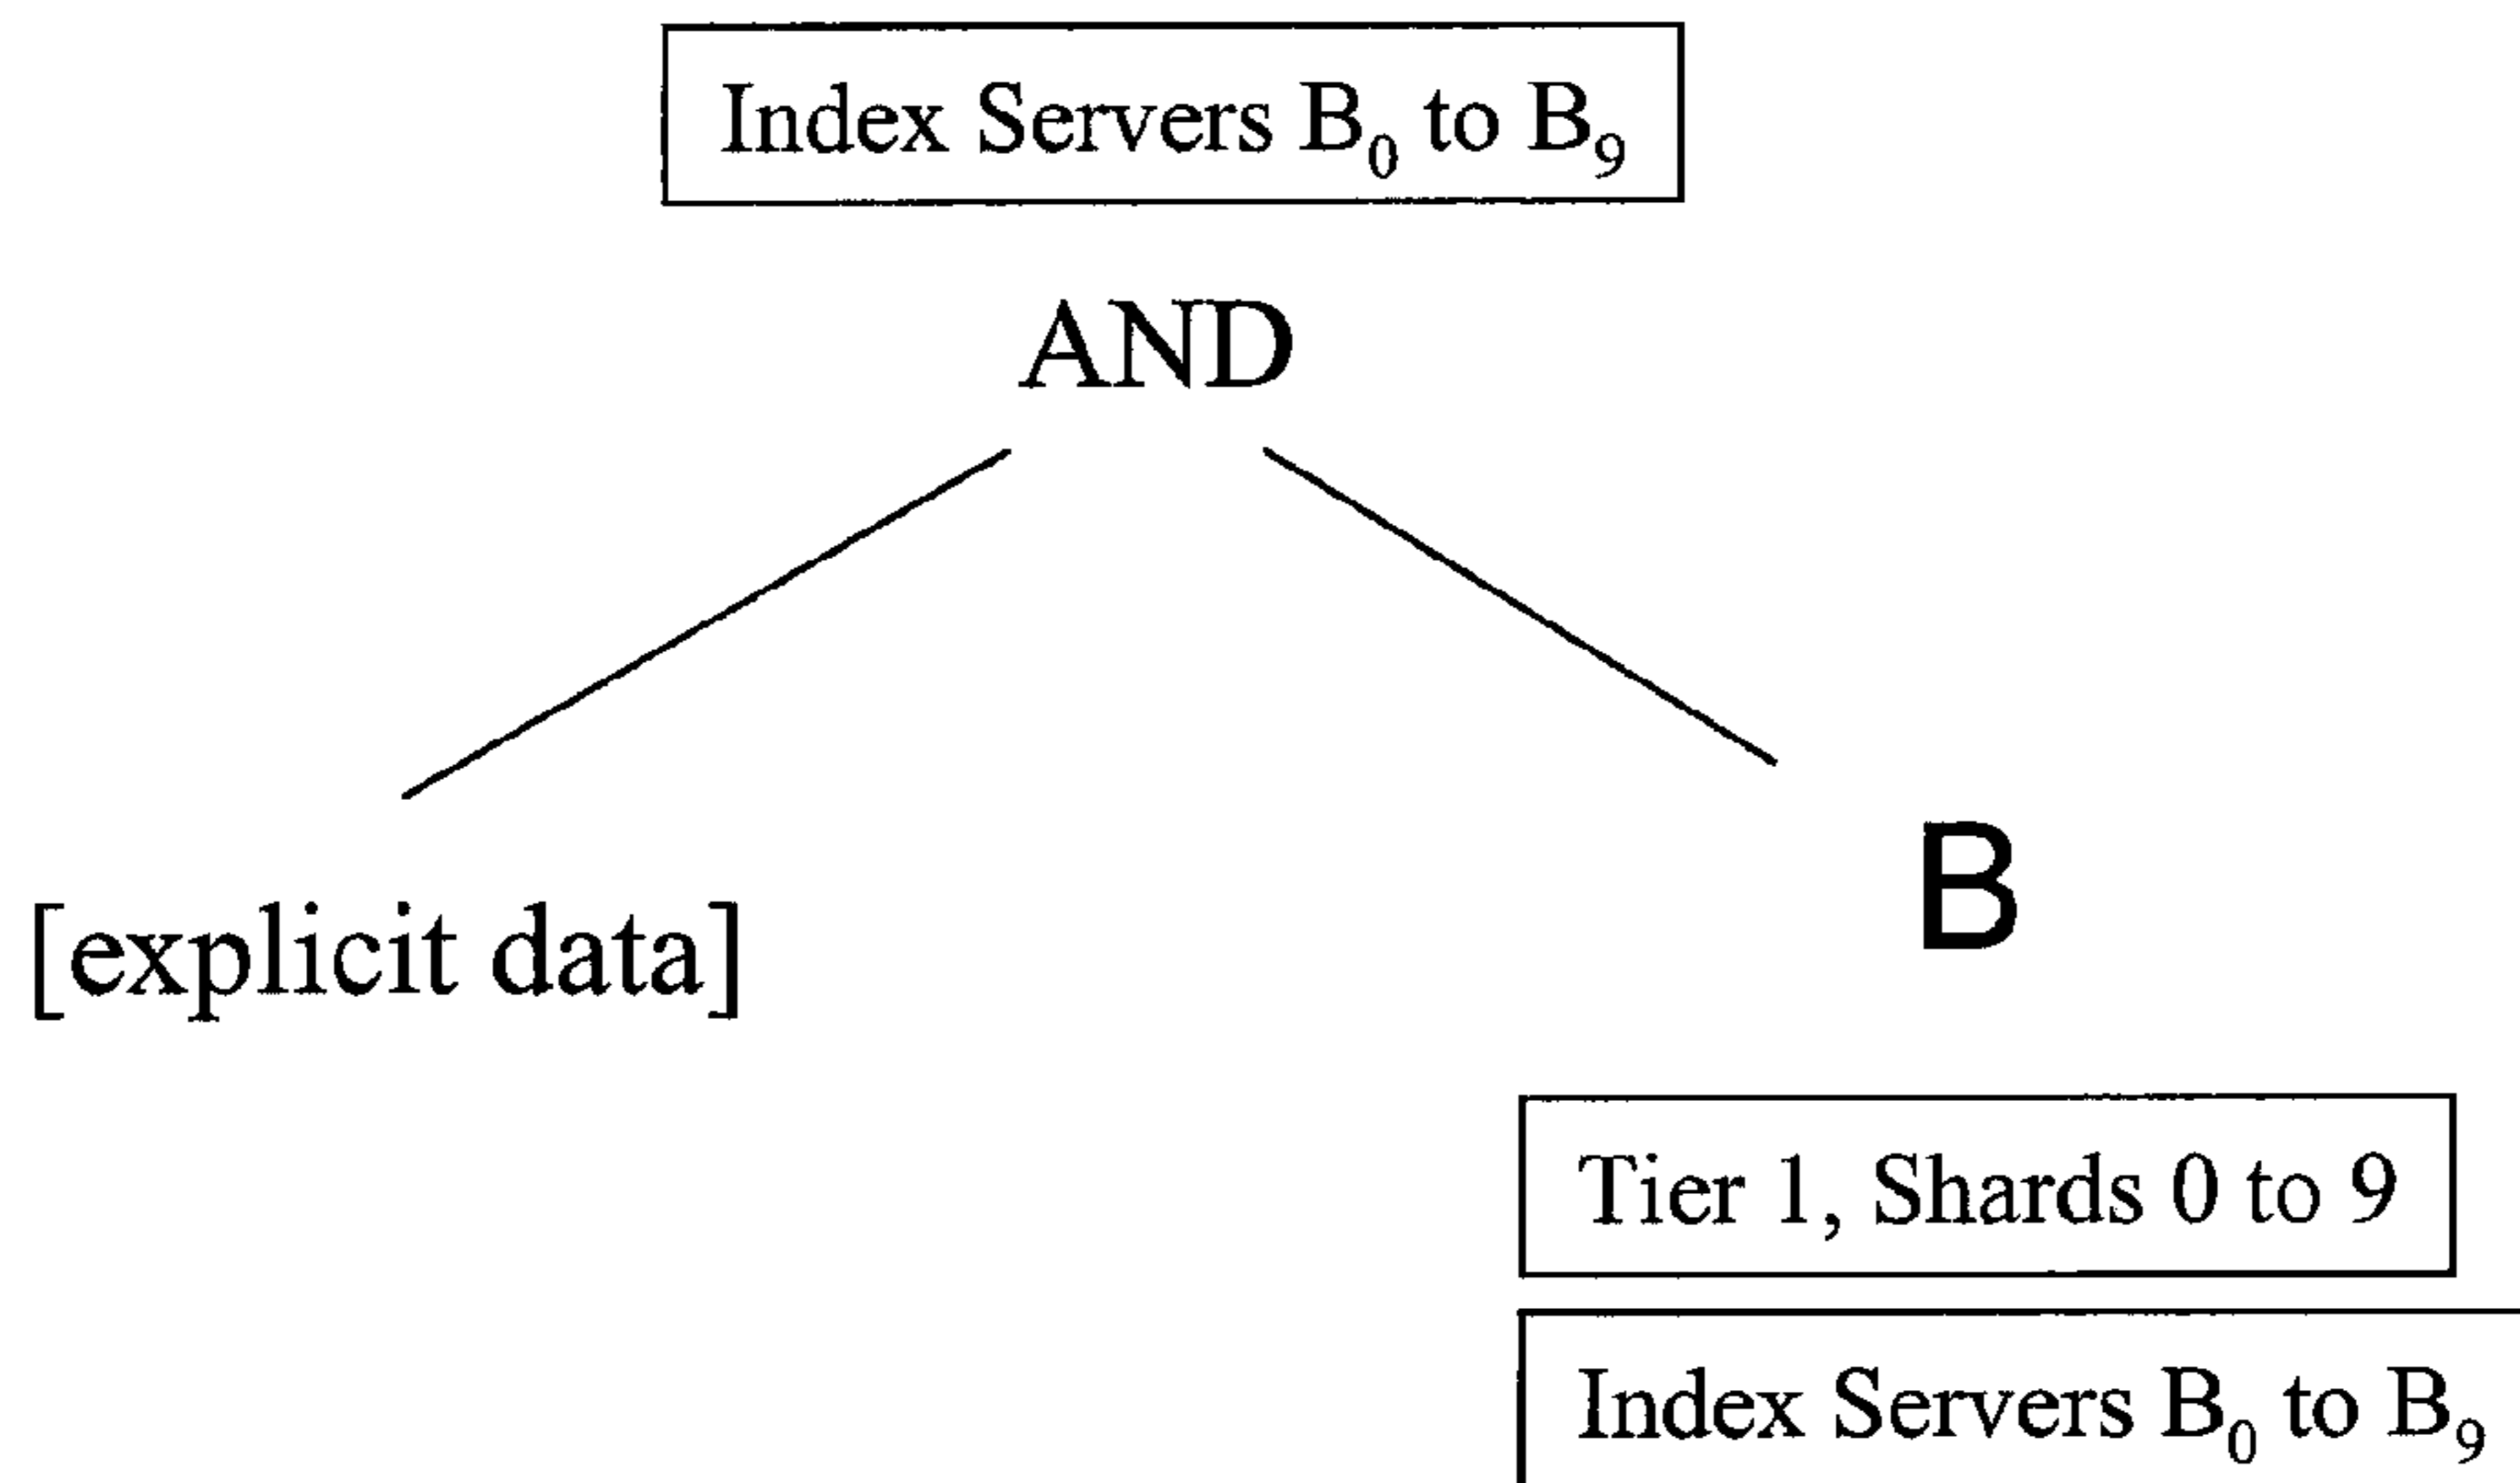 Index Servers B₀ to B₉
AND
[explicit data]
B
Tier 1, Shards 0 to 9
Index Servers B₀ to B₉